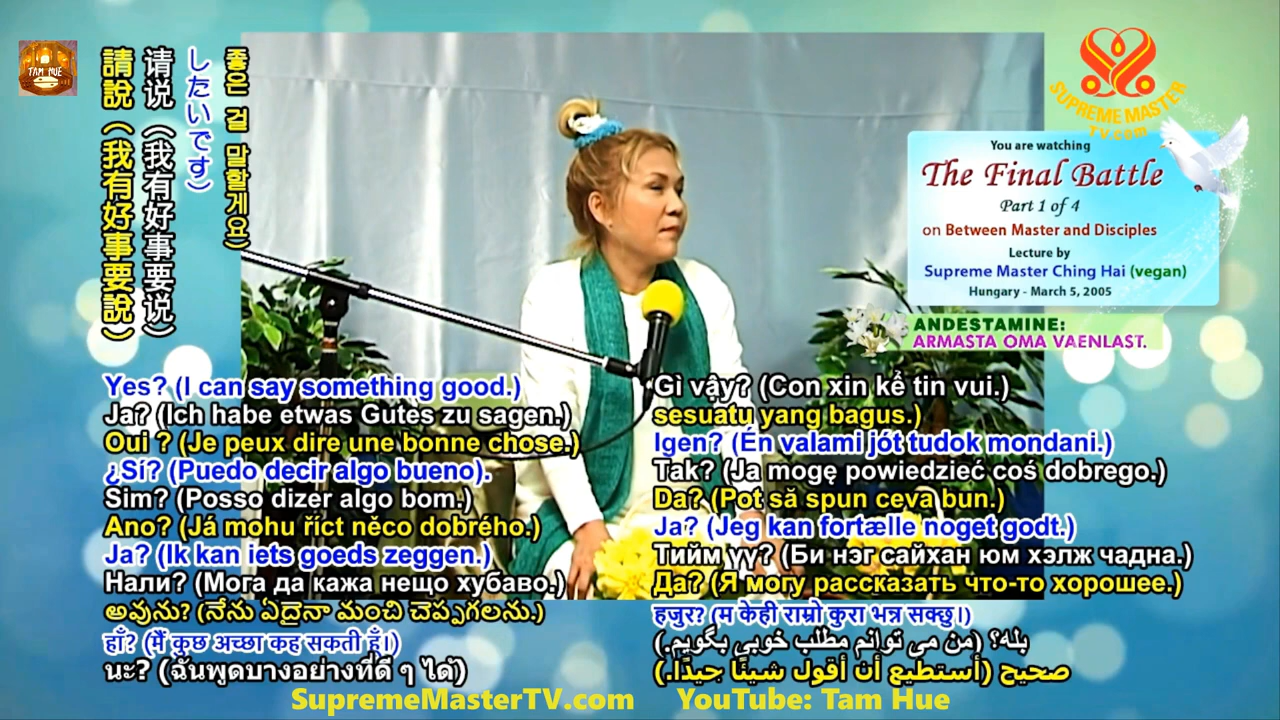 TAM HUE
좋은 걸 말할게요)
したいです)
请说 (我有好事要说)
請說 (我有好事要說)
SUPREME MASTER
TV.com
You are watching
The Final Battle
Part 1 of 4
on Between Master and Disciples
Lecture by
Supreme Master Ching Hai (vegan)
Hungary - March 5, 2005
ANDESTAMINE:
ARMASTA OMA VAENLAST.
Yes? (I can say something good.)
Ja? (Ich habe etwas Gutes zu sagen.)
Oui ? (Je peux dire une bonne chose.)
¿Sí? (Puedo decir algo bueno).
Sim? (Posso dizer algo bom.)
Ano? (Já mohu říct něco dobrého.)
Ja? (Ik kan iets goeds zeggen.)
Нали? (Мога да кажа нещо хубаво.)
అవును? (నేను ఏదైనా మంచి చెప్పగలను.)
हाँ? (मैं कुछ अच्छा कह सकती हूँ।)
นะ? (ฉันพูดบางอย่างที่ดี ๆ ได้)
Gì vậy? (Con xin kể tin vui.)
sesuatu yang bagus.)
Igen? (Én valami jót tudok mondani.)
Tak? (Ja mogę powiedzieć coś dobrego.)
Da? (Pot să spun ceva bun.)
Ja? (Jeg kan fortælle noget godt.)
Тийм үү? (Би нэг сайхан юм хэлж чадна.)
Да? (Я могу рассказать что-то хорошее.)
हजुर? (म केही राम्रो कुरा भन्न सक्छु।)
بله؟ (من می توانم مطلب خوبی بگویم.)
صحيح (أستطيع أن أقول شيئًا جيدًا.)
SupremeMasterTV.com
YouTube: Tam Hue